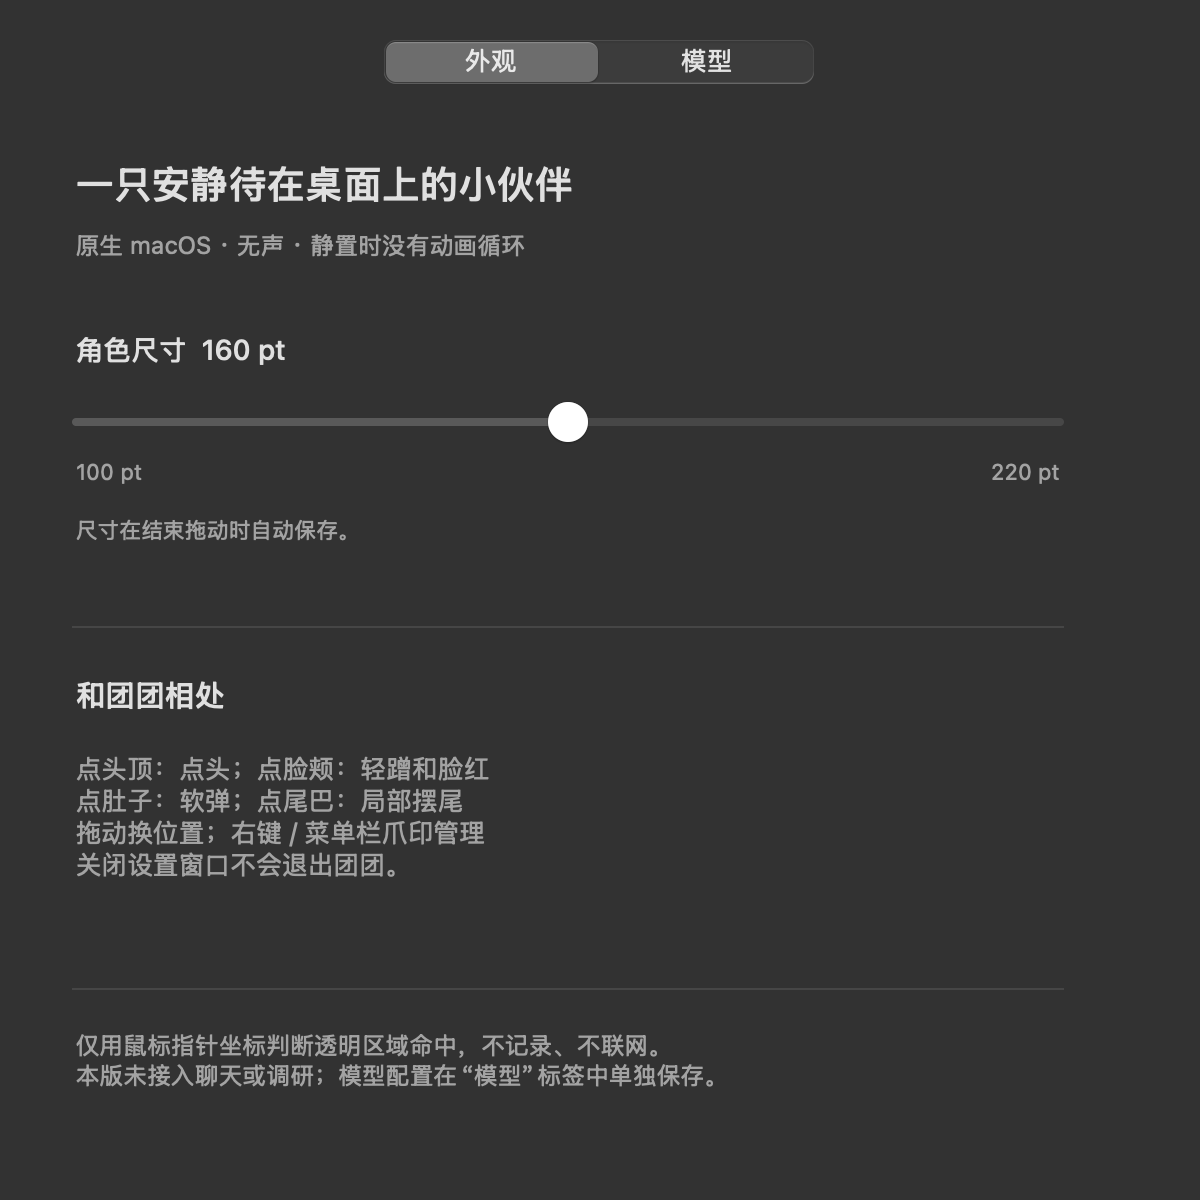 外观
模型
一只安静待在桌面上的小伙伴
原生 macOS · 无声 · 静置时没有动画循环
角色尺寸 160 pt
100 pt
220 pt
尺寸在结束拖动时自动保存。
和团团相处
点头顶：点头；点脸颊：轻蹭和脸红
点肚子：软弹；点尾巴：局部摆尾
拖动换位置；右键 / 菜单栏爪印管理
关闭设置窗口不会退出团团。
仅用鼠标指针坐标判断透明区域命中，不记录、不联网。
本版未接入聊天或调研；模型配置在“模型”标签中单独保存。